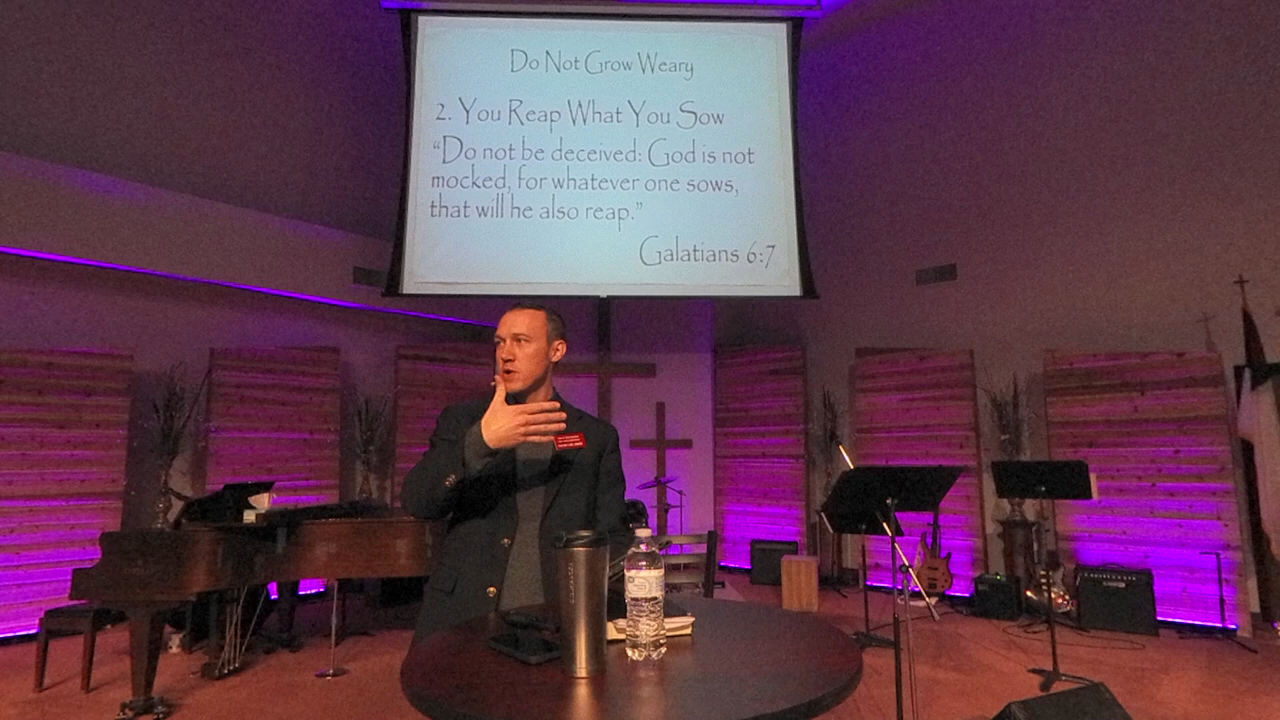 Do Not Grow Weary
2. You Reap What You Sow
“Do not be deceived: God is not
mocked, for whatever one sows,
that will he also reap.”
Galatians 6:7